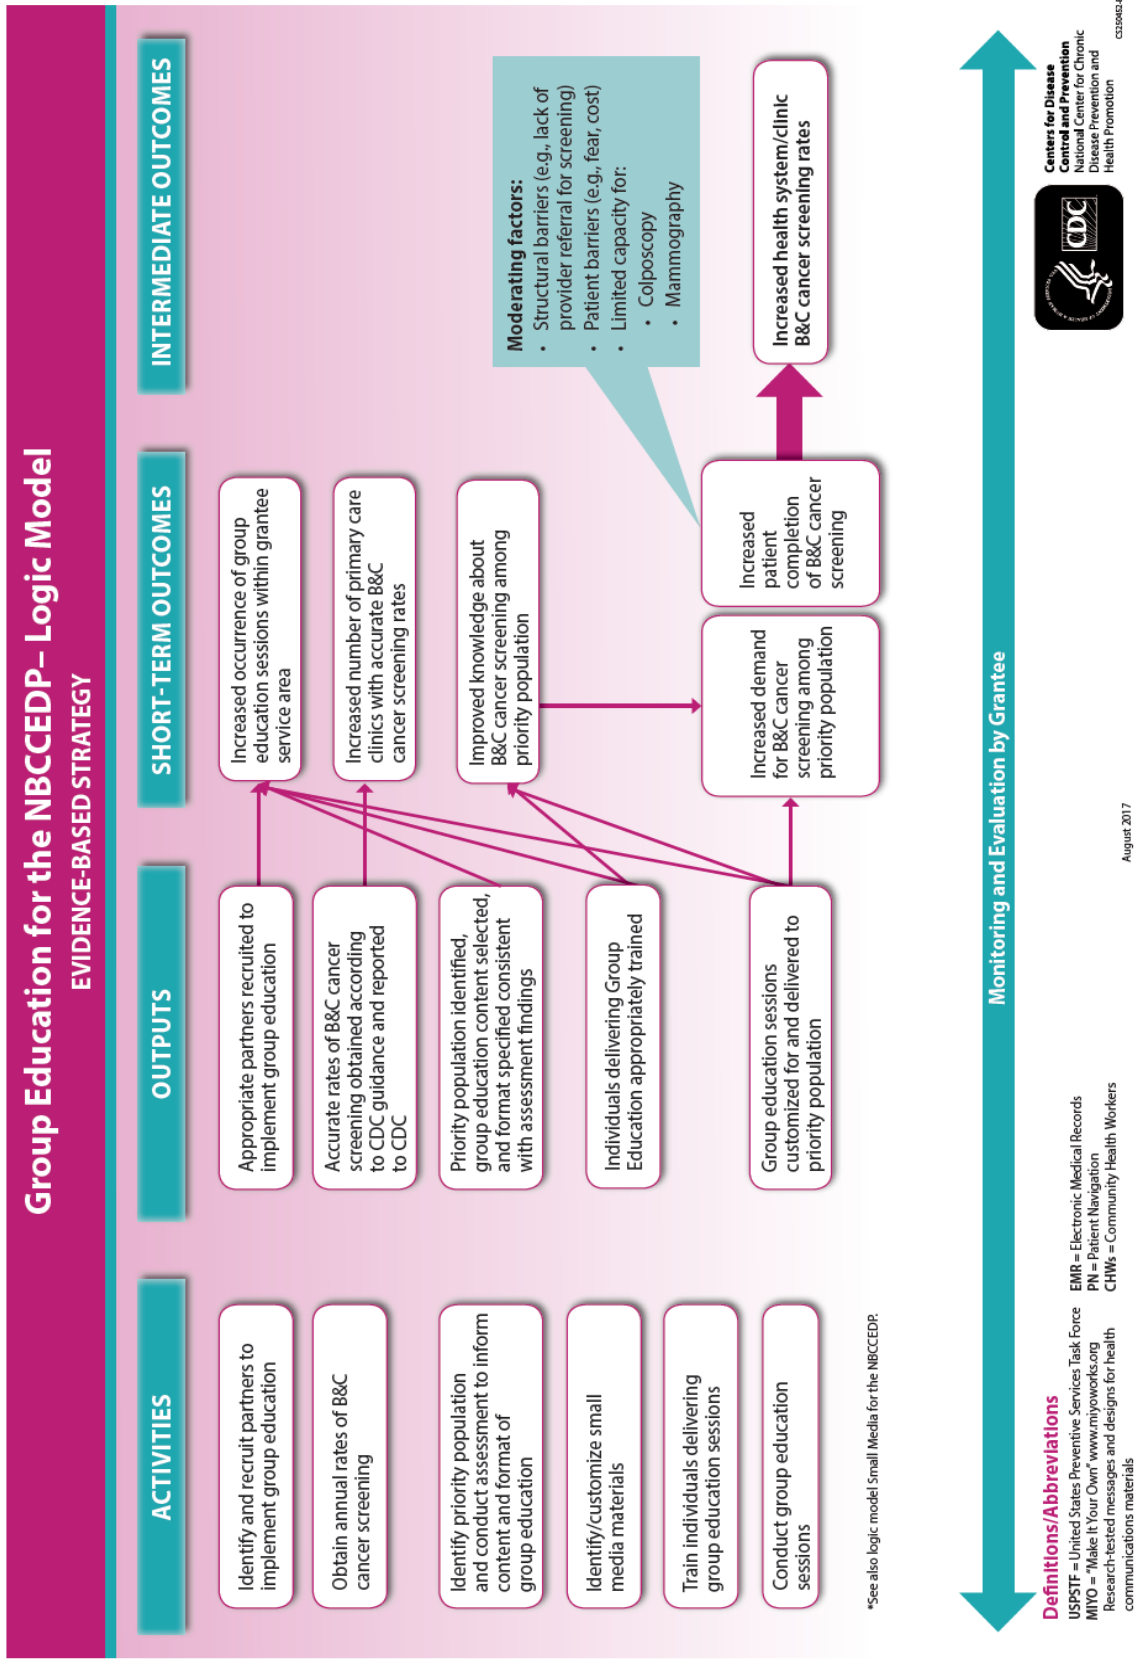 Group Education for the NBCCEDP– Logic Model
EVIDENCE-BASED STRATEGY
ACTIVITIES
Identify and recruit partners to
implement group education
Obtain annual rates of B&C
cancer screening
Identify priority population
and conduct assessment to inform
content and format of
group education
Identify/customize small
media materials
Train individuals delivering
group education sessions
Conduct group education
sessions
OUTPUTS
Appropriate partners recruited to
implement group education
Accurate rates of B&C cancer
screening obtained according
to CDC guidance and reported
to CDC
Priority population identified,
group education content selected,
and format specified consistent
with assessment findings
Individuals delivering Group
Education appropriately trained
Group education sessions
customized for and delivered to
priority population
SHORT-TERM OUTCOMES
Increased occurrence of group
education sessions within grantee
service area
Increased number of primary care
clinics with accurate B&C
cancer screening rates
Improved knowledge about
B&C cancer screening among
priority population
Increased demand
for B&C cancer
screening among
priority population
Increased
patient
completion
of B&C cancer
screening
INTERMEDIATE OUTCOMES
Moderating factors:
• Structural barriers (e.g., lack of
provider referral for screening)
• Patient barriers (e.g., fear, cost)
• Limited capacity for:
• Colposcopy
• Mammography
Increased health system/clinic
B&C cancer screening rates
*See also logic model Small Media for the NBCCEDP.
Monitoring and Evaluation by Grantee
Definitions/Abbreviations
USPSTF = United States Preventive Services Task Force
MIYO = "Make It Your Own" www.miyoworks.org
Research-tested messages and designs for health
communications materials
EMR = Electronic Medical Records
PN = Patient Navigation
CHWs = Community Health Workers
August 2017
CDC
Centers for Disease
Control and Prevention
National Center for Chronic
Disease Prevention and
Health Promotion